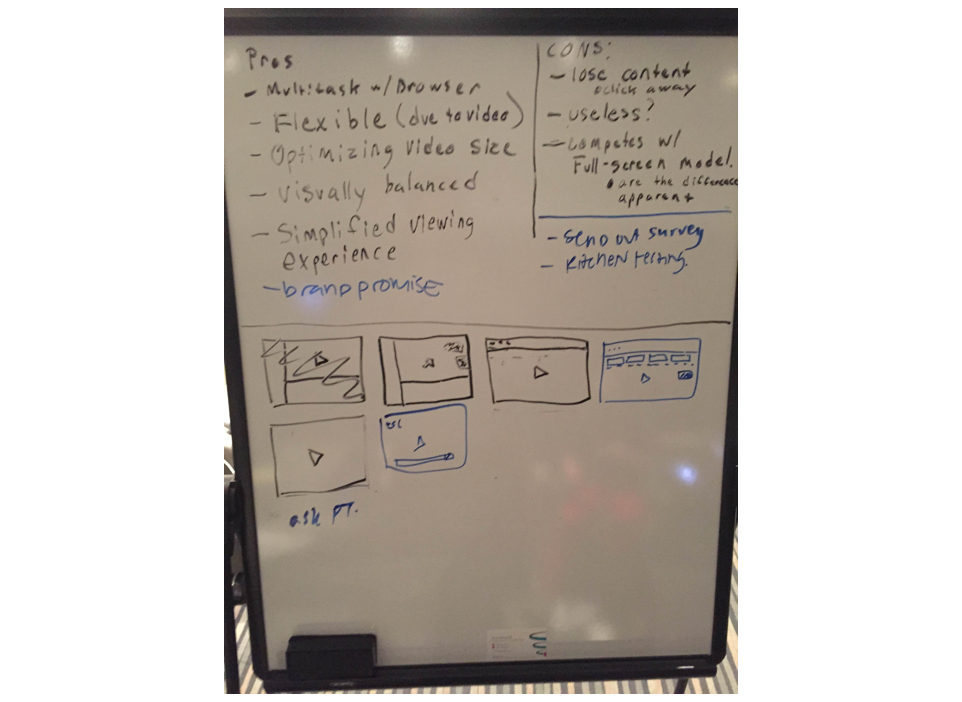 Pros
- Multitask w/Browser
- Flexible (due to video)
- Optimizing Video Size
- Visually balanced
- Simplified Viewing
experience
- brand promise
CONS:
- lose content
click away
- useless?
- Competes w/
Full-screen model.
• are the difference
apparent
- Send out survey
- Kitchen testing.
ask PT.